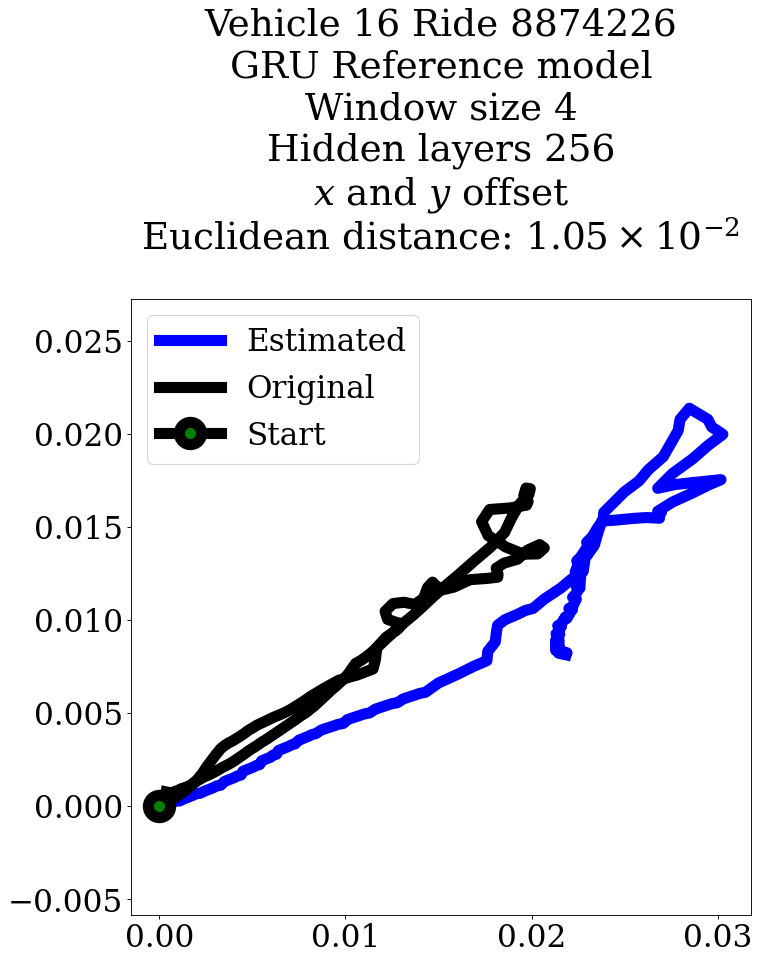 Vehicle 16 Ride 8874226
GRU Reference model
Window size 4
Hidden layers 256
x and y offset
Euclidean distance: 1.05 × 10⁻²
Estimated
Original
Start
0.025
0.020
0.015
0.010
0.005
0.000
−0.005
0.00 0.01 0.02 0.03